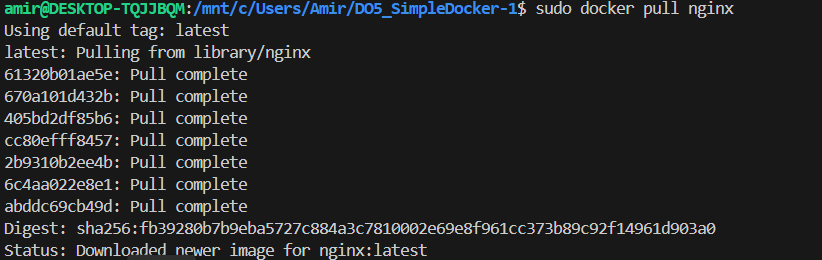 amir@DESKTOP-TQJJBQM:/mnt/c/Users/Amir/DO5_SimpleDocker-1$ sudo docker pull nginx
Using default tag: latest
latest: Pulling from library/nginx
61320b01ae5e: Pull complete
670a101d432b: Pull complete
405bd2df85b6: Pull complete
cc80efff8457: Pull complete
2b9310b2ee4b: Pull complete
6c4aa022e8e1: Pull complete
abddc69cb49d: Pull complete
Digest: sha256:fb39280b7b9eba5727c884a3c7810002e69e8f961cc373b89c92f14961d903a0
Status: Downloaded newer image for nginx:latest